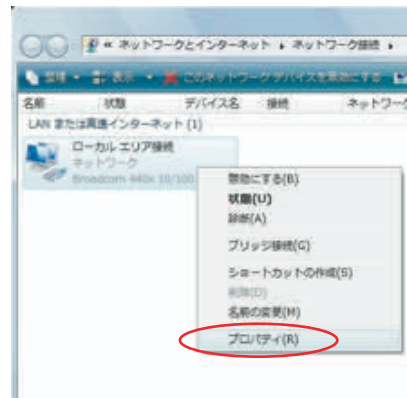 « ネットワークとインターネット ▸ ネットワーク接続 ▸
整理 表示 このネットワーク デバイスを無効にする
名前 状態 デバイス名 接続 ネットワーク
LAN または高速インターネット (1)
ローカル エリア接続
ネットワーク
Broadcom 440x 10/100
無効にする(B)
状態(U)
診断(A)
ブリッジ接続(G)
ショートカットの作成(S)
削除(D)
名前の変更(M)
プロパティ(R)